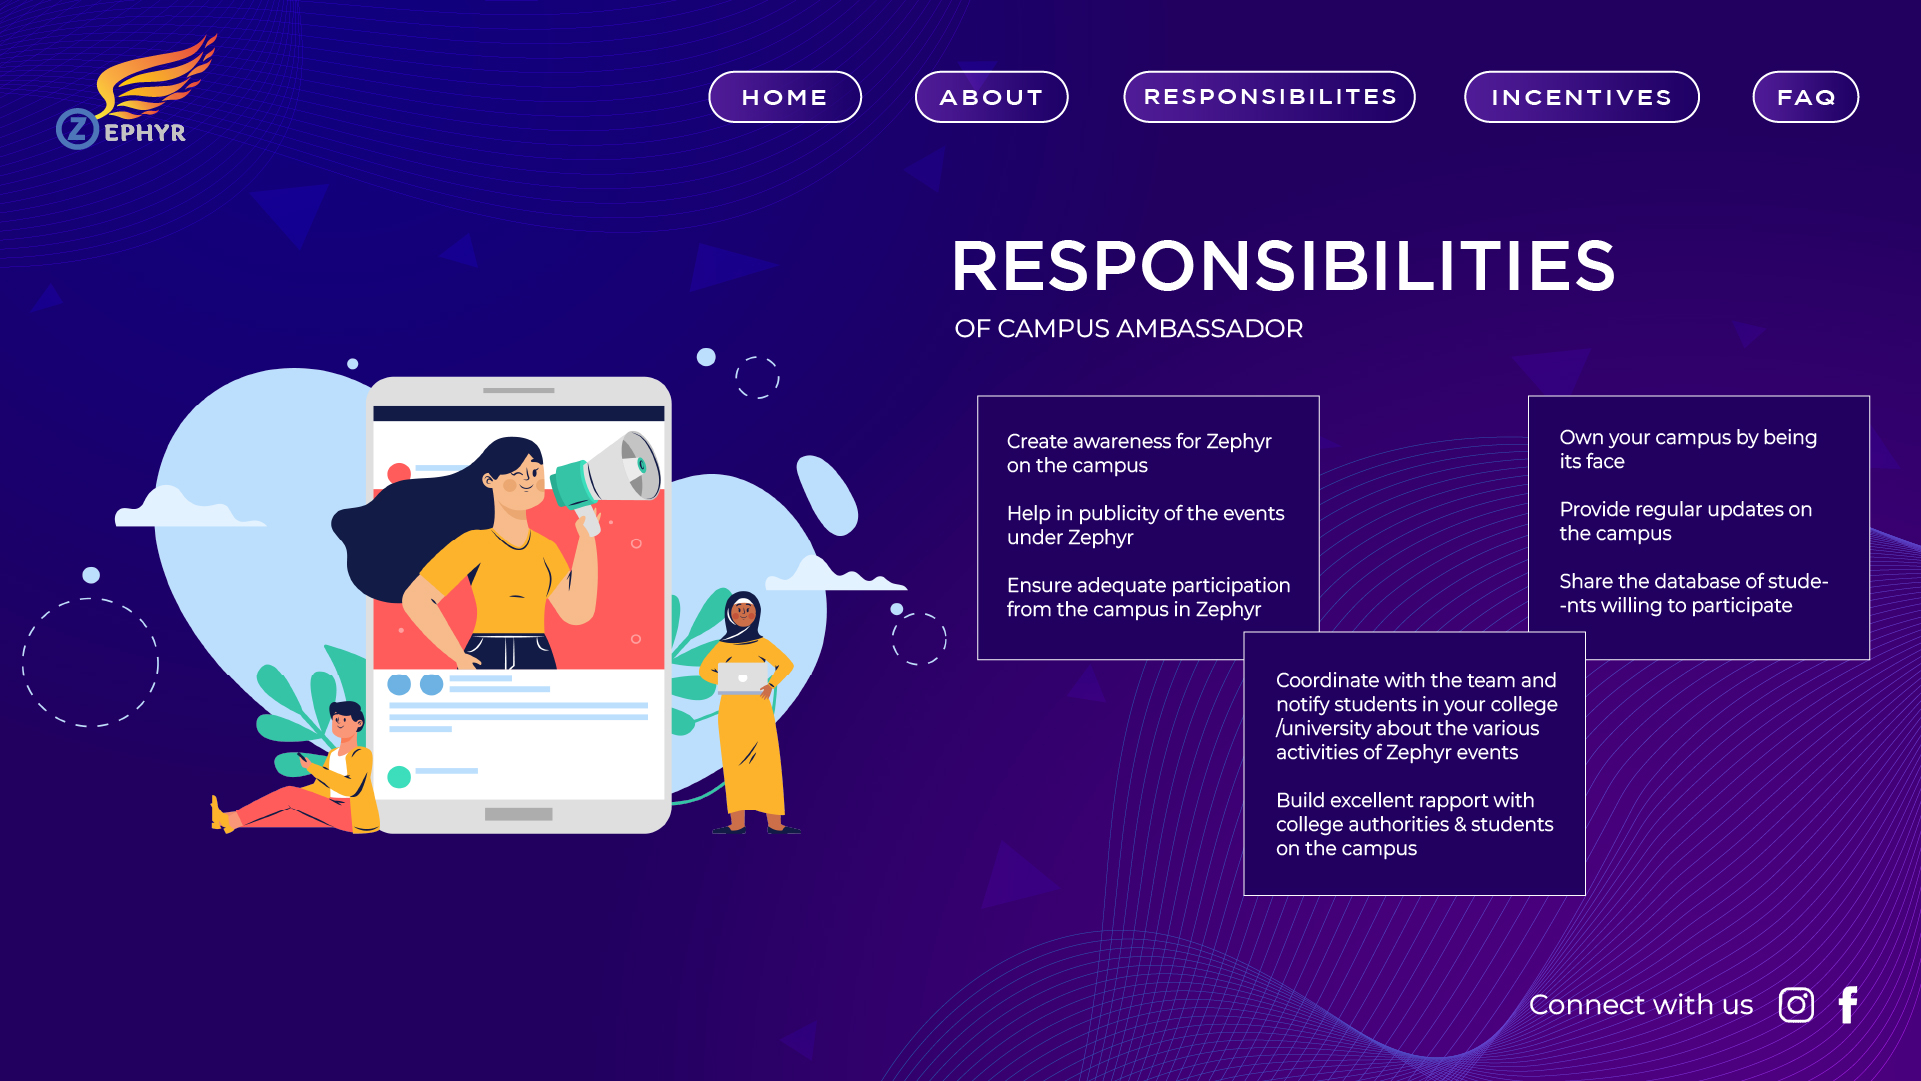 ZEPHYR
HOME
ABOUT
RESPONSIBILITES
INCENTIVES
FAQ
RESPONSIBILITIES
OF CAMPUS AMBASSADOR
Create awareness for Zephyr
on the campus
Help in publicity of the events
under Zephyr
Ensure adequate participation
from the campus in Zephyr
Own your campus by being
its face
Provide regular updates on
the campus
Share the database of stude-
-nts willing to participate
Coordinate with the team and
notify students in your college
/university about the various
activities of Zephyr events
Build excellent rapport with
college authorities & students
on the campus
Connect with us